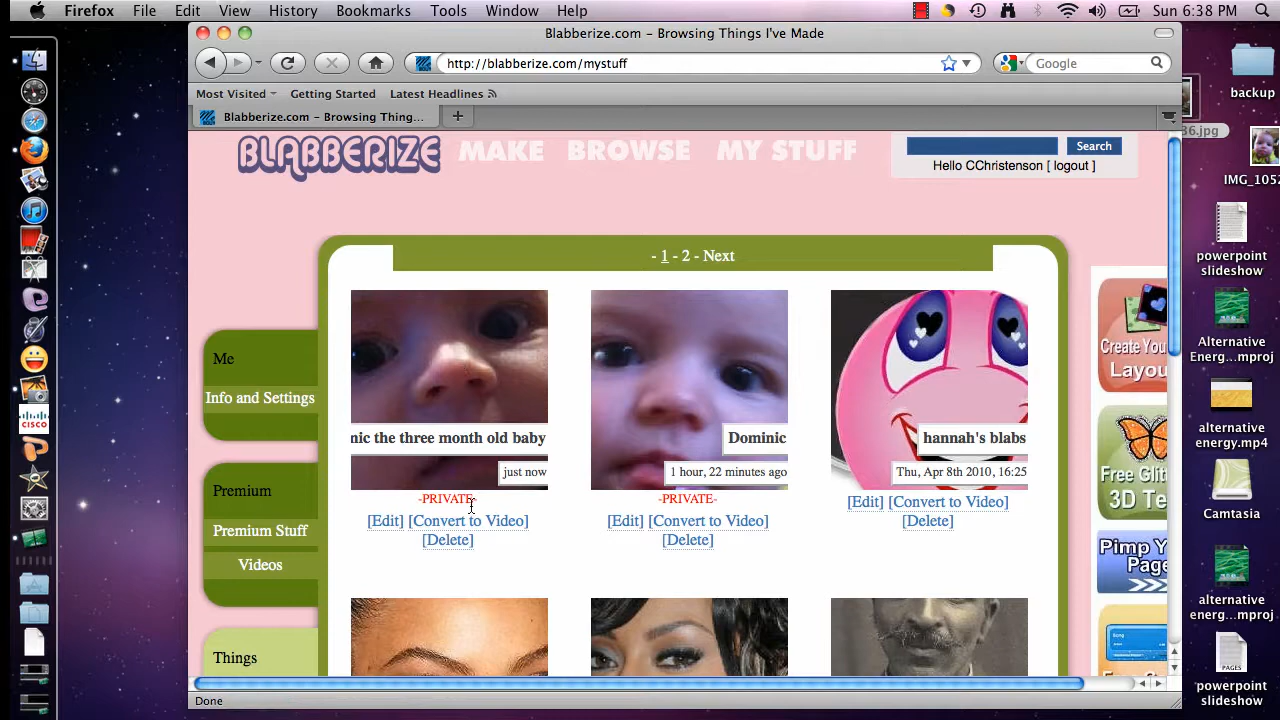 Firefox File Edit View History Bookmarks Tools Window Help Sun 6:38 PM
Blabberize.com – Browsing Things I've Made
http://blabberize.com/mystuff
Google
Most Visited Getting Started Latest Headlines
Blabberize.com – Browsing Thing...
BLABBERIZE MAKE BROWSE MY STUFF
Search
Hello CChristenson [ logout ]
- 1 - 2 - Next
Me
Info and Settings
Premium
Premium Stuff
Videos
Things
nic the three month old baby
just now
-PRIVATE-
[Edit] [Convert to Video]
[Delete]
Dominic
1 hour, 22 minutes ago
-PRIVATE-
[Edit] [Convert to Video]
[Delete]
hannah's blabs
Thu, Apr 8th 2010, 16:25
[Edit] [Convert to Video]
[Delete]
Create You
Layou
Free Glit
3D Te
Pimp Y
Page
Done
CISCO
backup
36.jpg
IMG_1052
powerpoint
slideshow
Alternative
Energ...mproj
alternative
energy.mp4
Camtasia
alternative
energ...mproj
PAGES
powerpoint
slideshow